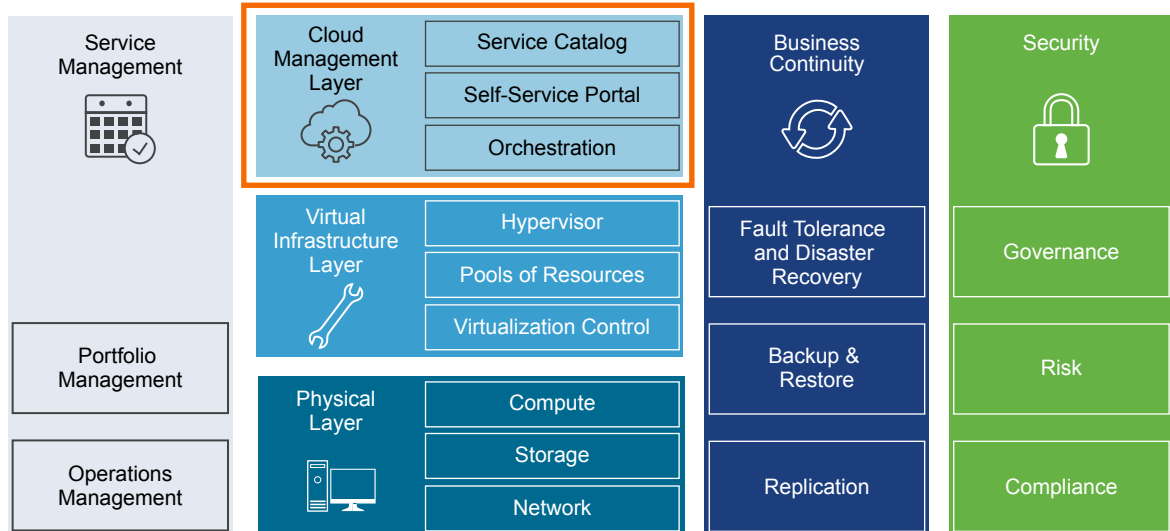 Service
Management
Portfolio
Management
Operations
Management
Cloud
Management
Layer
Service Catalog
Self-Service Portal
Orchestration
Virtual
Infrastructure
Layer
Hypervisor
Pools of Resources
Virtualization Control
Physical
Layer
Compute
Storage
Network
Business
Continuity
Fault Tolerance
and Disaster
Recovery
Backup &
Restore
Replication
Security
Governance
Risk
Compliance